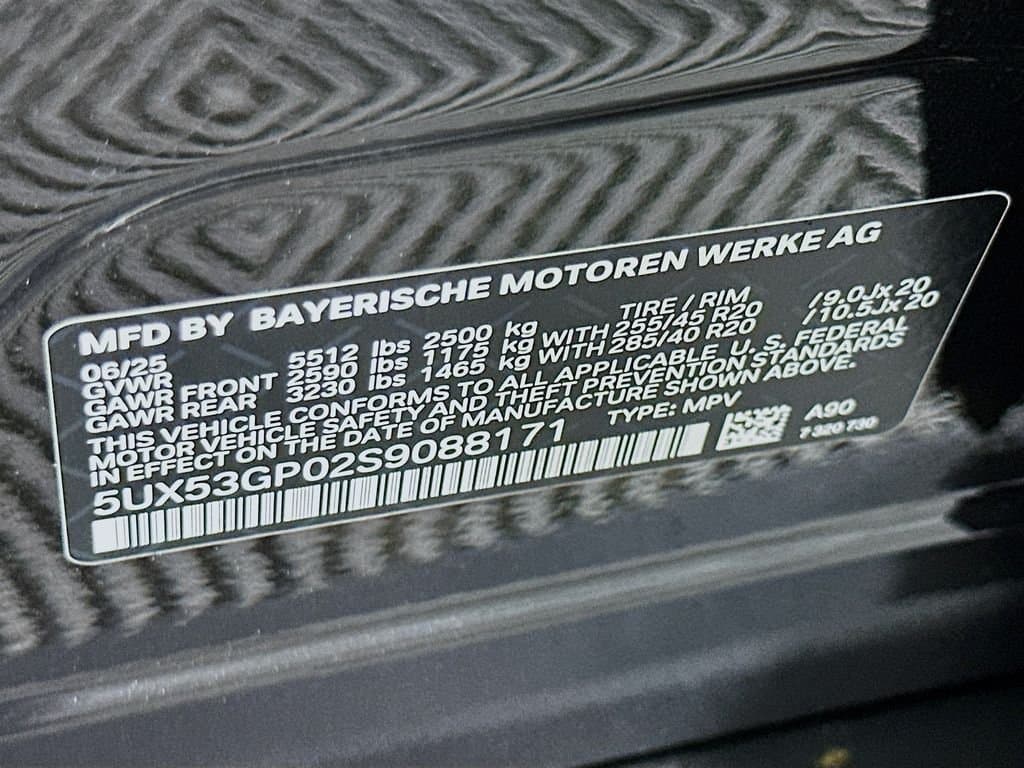 MFD BY BAYERISCHE MOTOREN WERKE AG
06/25 TIRE / RIM
GVWR 5512 lbs 2500 kg
GAWR FRONT 2590 lbs 1175 kg WITH 255/45 R20 / 9.0Jx 20
GAWR REAR 3230 lbs 1465 kg WITH 285/40 R20 / 10.5Jx 20
THIS VEHICLE CONFORMS TO ALL APPLICABLE U. S. FEDERAL
MOTOR VEHICLE SAFETY AND THEFT PREVENTION STANDARDS
IN EFFECT ON THE DATE OF MANUFACTURE SHOWN ABOVE.
5UX53GP02S9088171 TYPE: MPV
A90
7 320 730